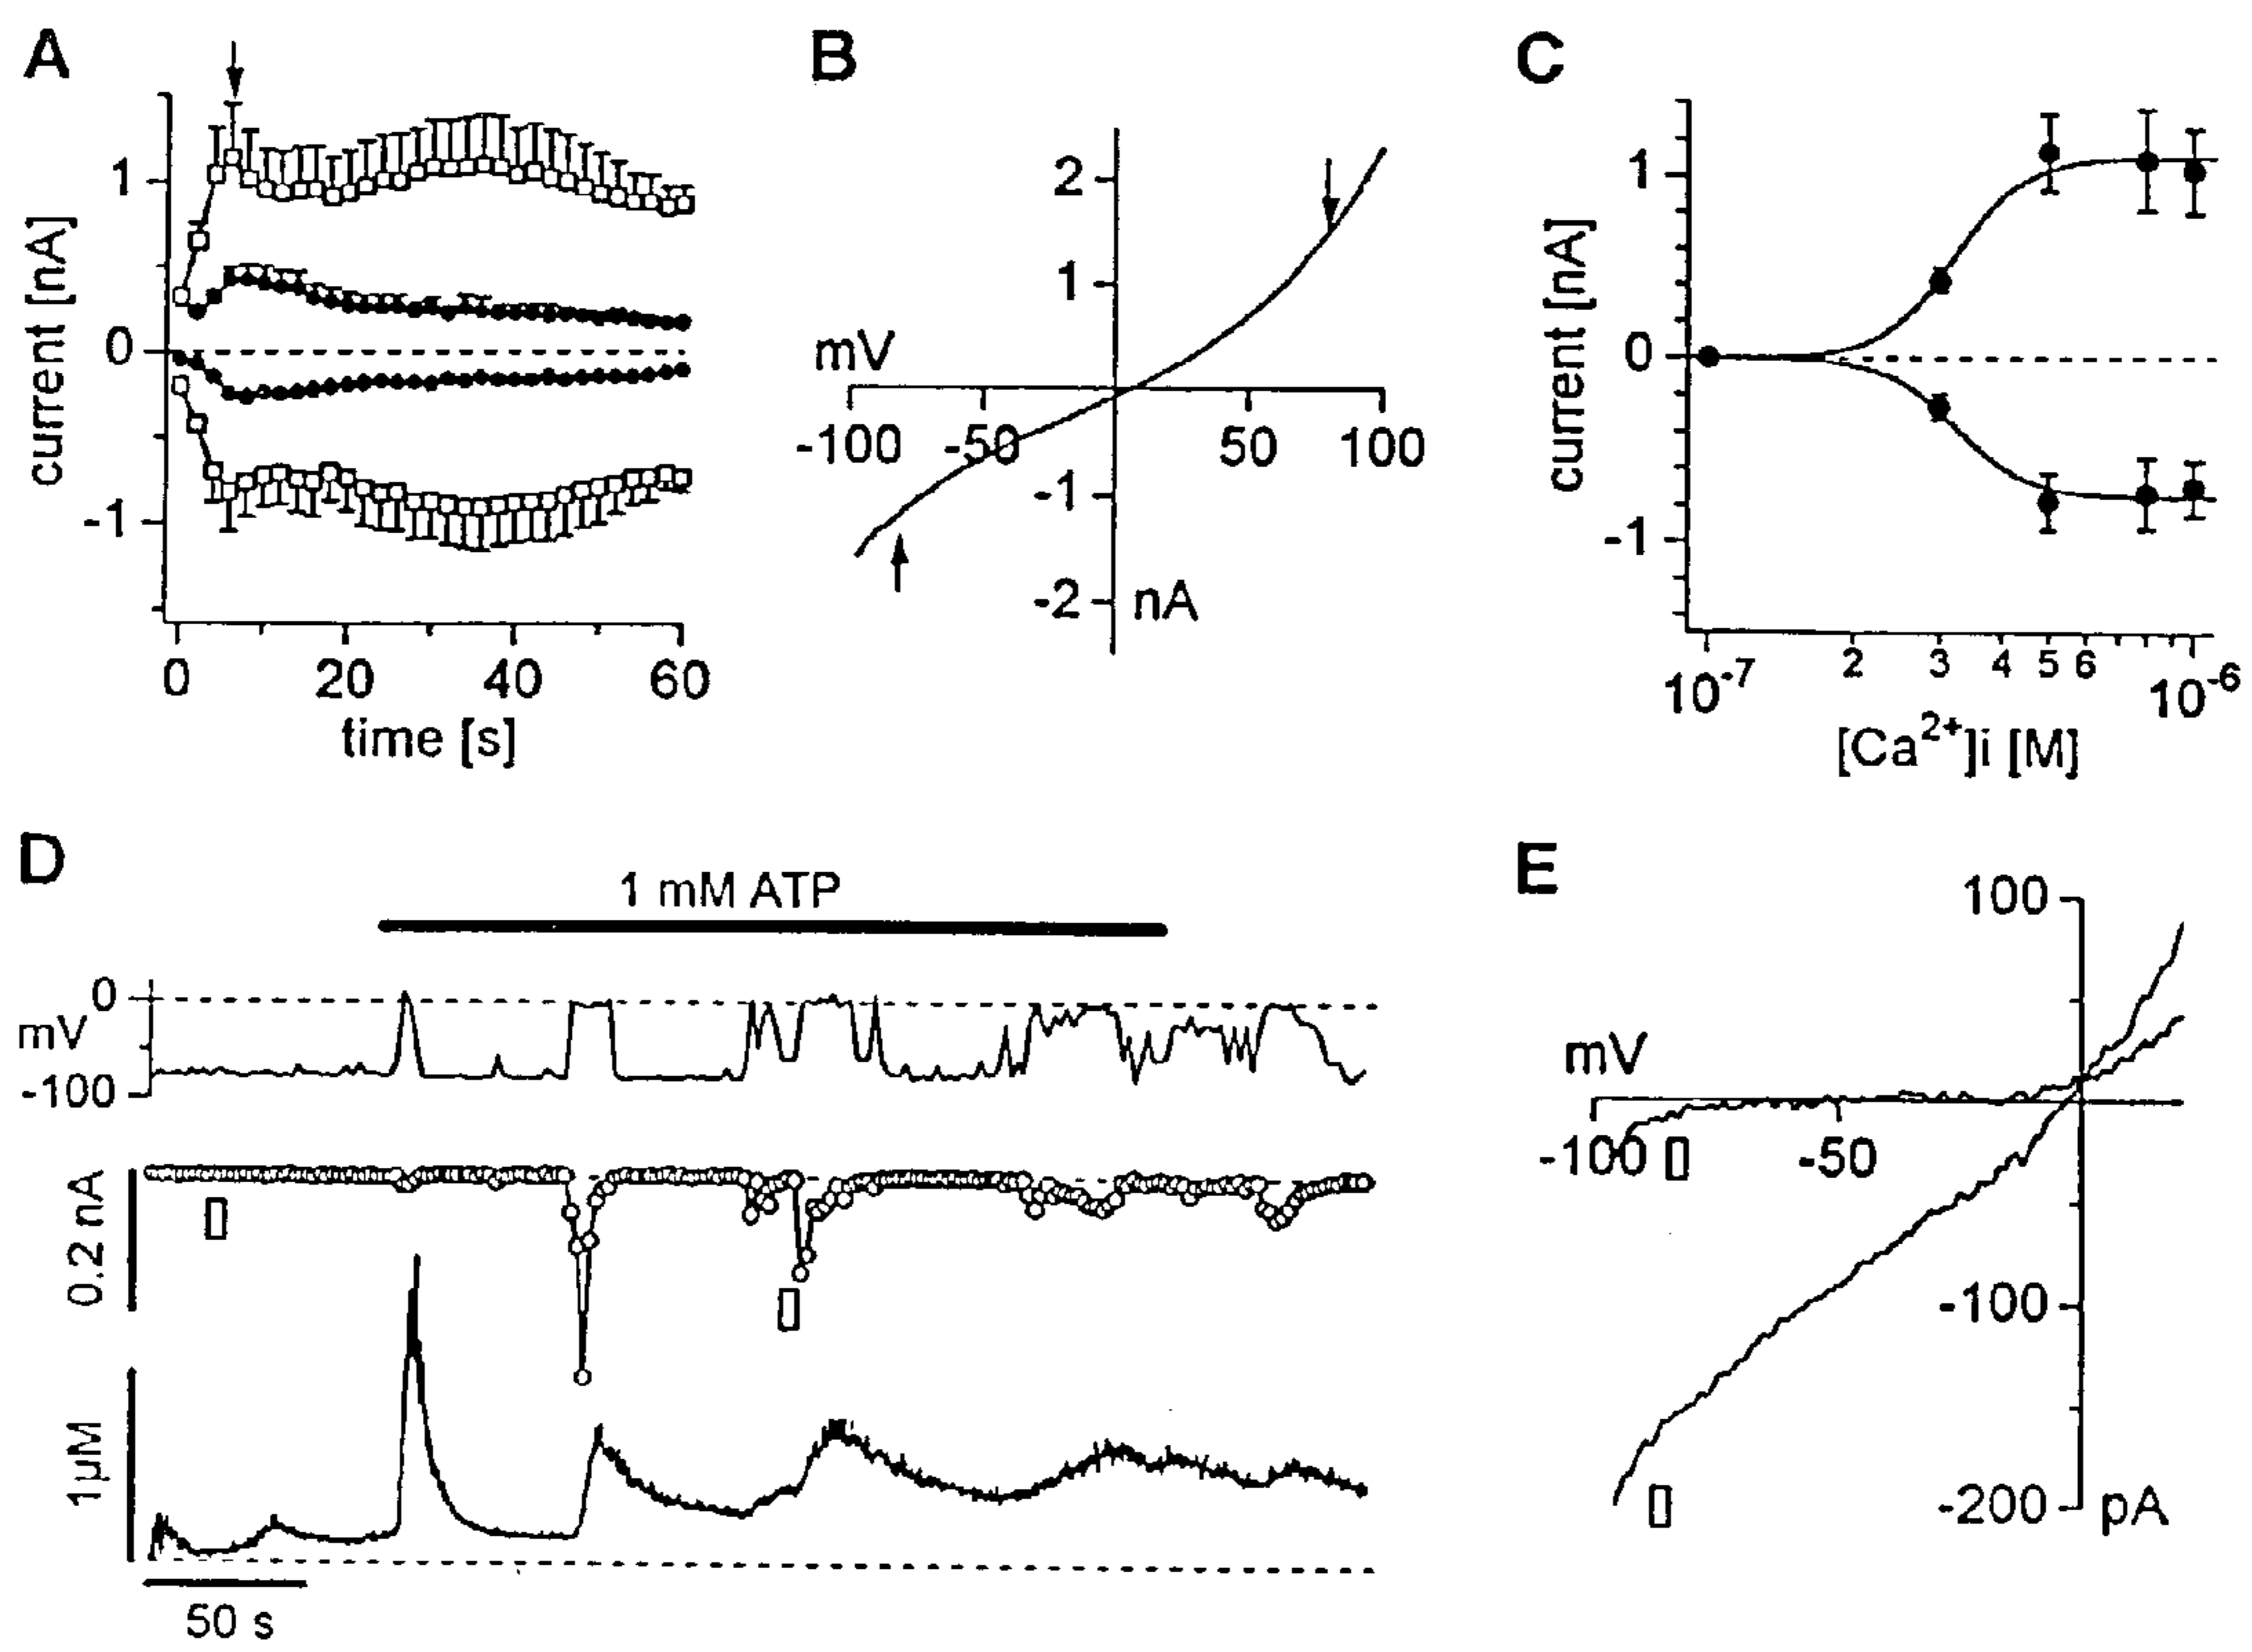 A
1
0
-1
current [nA]
0 20 40 60
time [s]
B
2
1
mV
-100 -50 50 100
-1
-2 nA
C
1
0
-1
current [nA]
10-7 2 3 4 5 6 10-6
[Ca2+]i [M]
D
1 mM ATP
0
mV
-100
0.2 nA
1μM
50 s
E
100
mV
-100 -50
-100
-200 pA